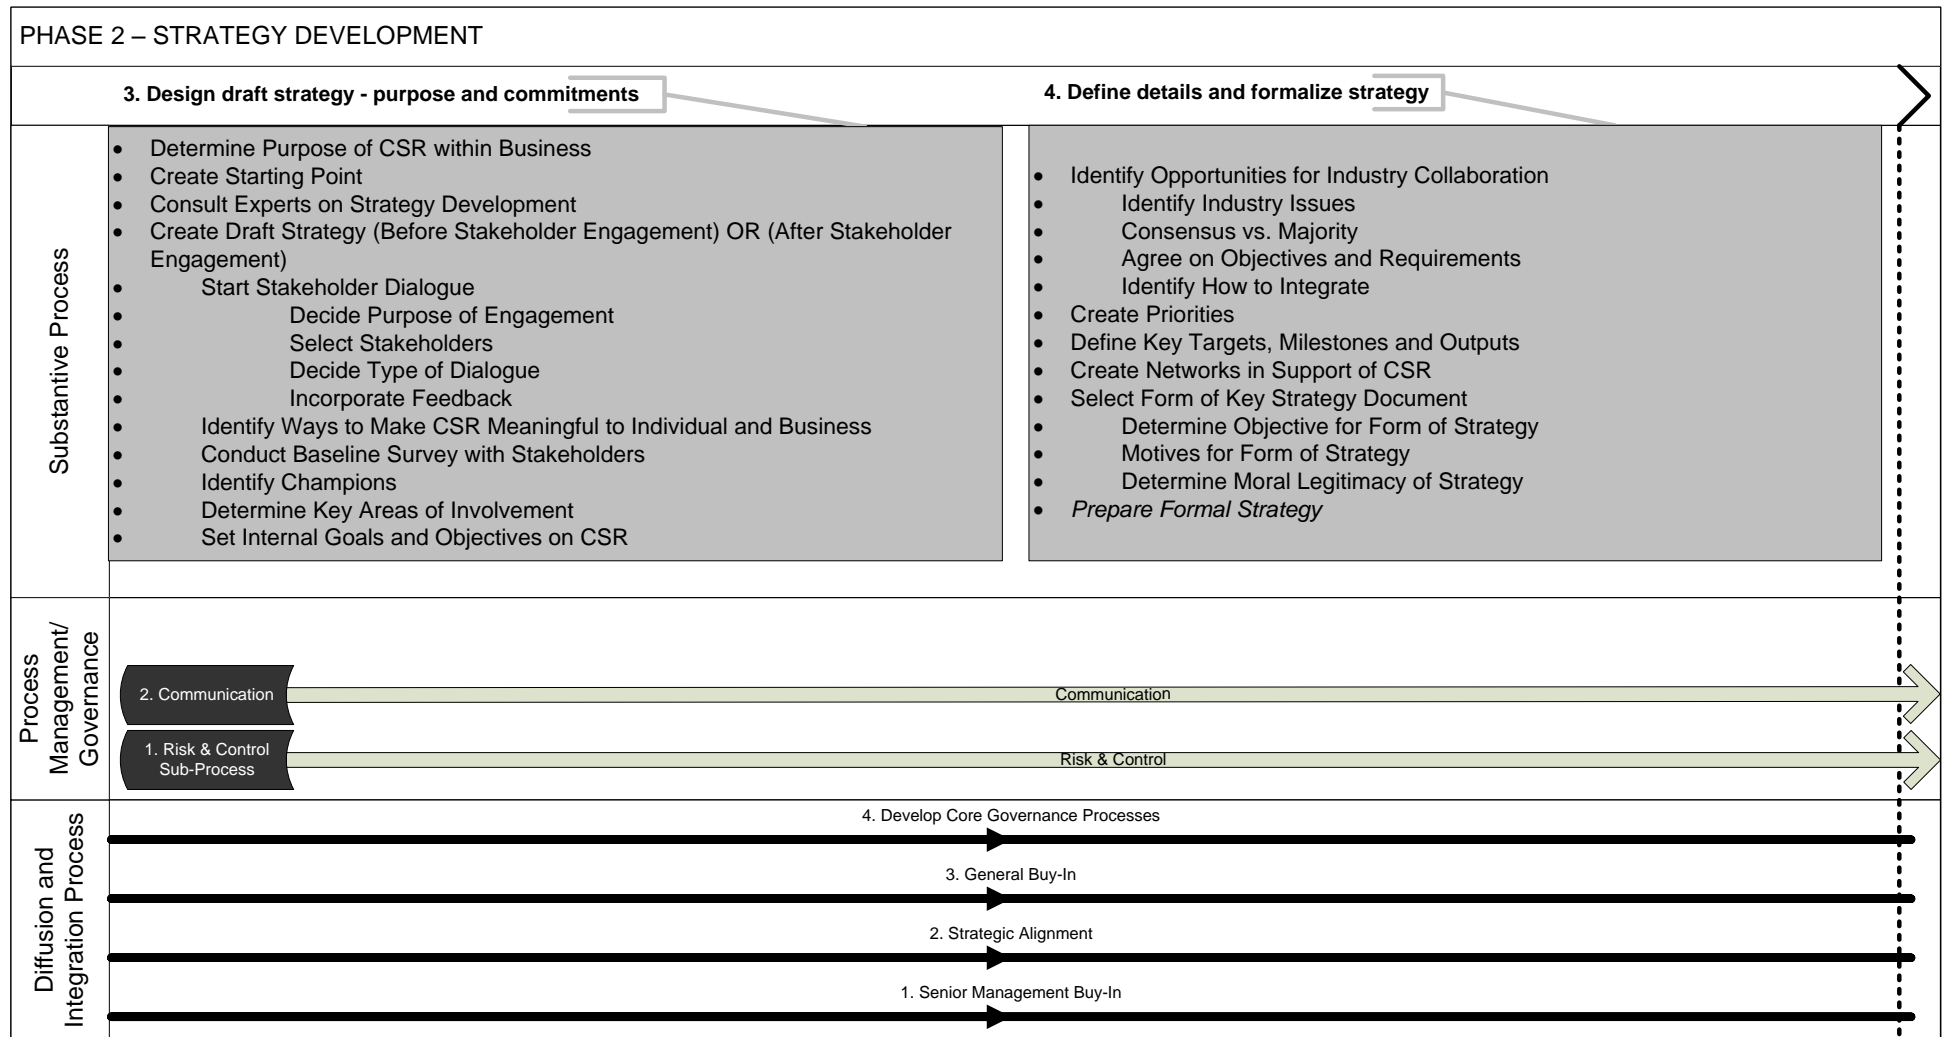 PHASE 2 – STRATEGY DEVELOPMENT
3. Design draft strategy - purpose and commitments
4. Define details and formalize strategy
Substantive Process
• Determine Purpose of CSR within Business
• Create Starting Point
• Consult Experts on Strategy Development
• Create Draft Strategy (Before Stakeholder Engagement) OR (After Stakeholder
Engagement)
• Start Stakeholder Dialogue
• Decide Purpose of Engagement
• Select Stakeholders
• Decide Type of Dialogue
• Incorporate Feedback
• Identify Ways to Make CSR Meaningful to Individual and Business
• Conduct Baseline Survey with Stakeholders
• Identify Champions
• Determine Key Areas of Involvement
• Set Internal Goals and Objectives on CSR
• Identify Opportunities for Industry Collaboration
• Identify Industry Issues
• Consensus vs. Majority
• Agree on Objectives and Requirements
• Identify How to Integrate
• Create Priorities
• Define Key Targets, Milestones and Outputs
• Create Networks in Support of CSR
• Select Form of Key Strategy Document
• Determine Objective for Form of Strategy
• Motives for Form of Strategy
• Determine Moral Legitimacy of Strategy
• Prepare Formal Strategy
Process
Management/
Governance
2. Communication
Communication
1. Risk & Control
Sub-Process
Risk & Control
Diffusion and
Integration Process
4. Develop Core Governance Processes
3. General Buy-In
2. Strategic Alignment
1. Senior Management Buy-In